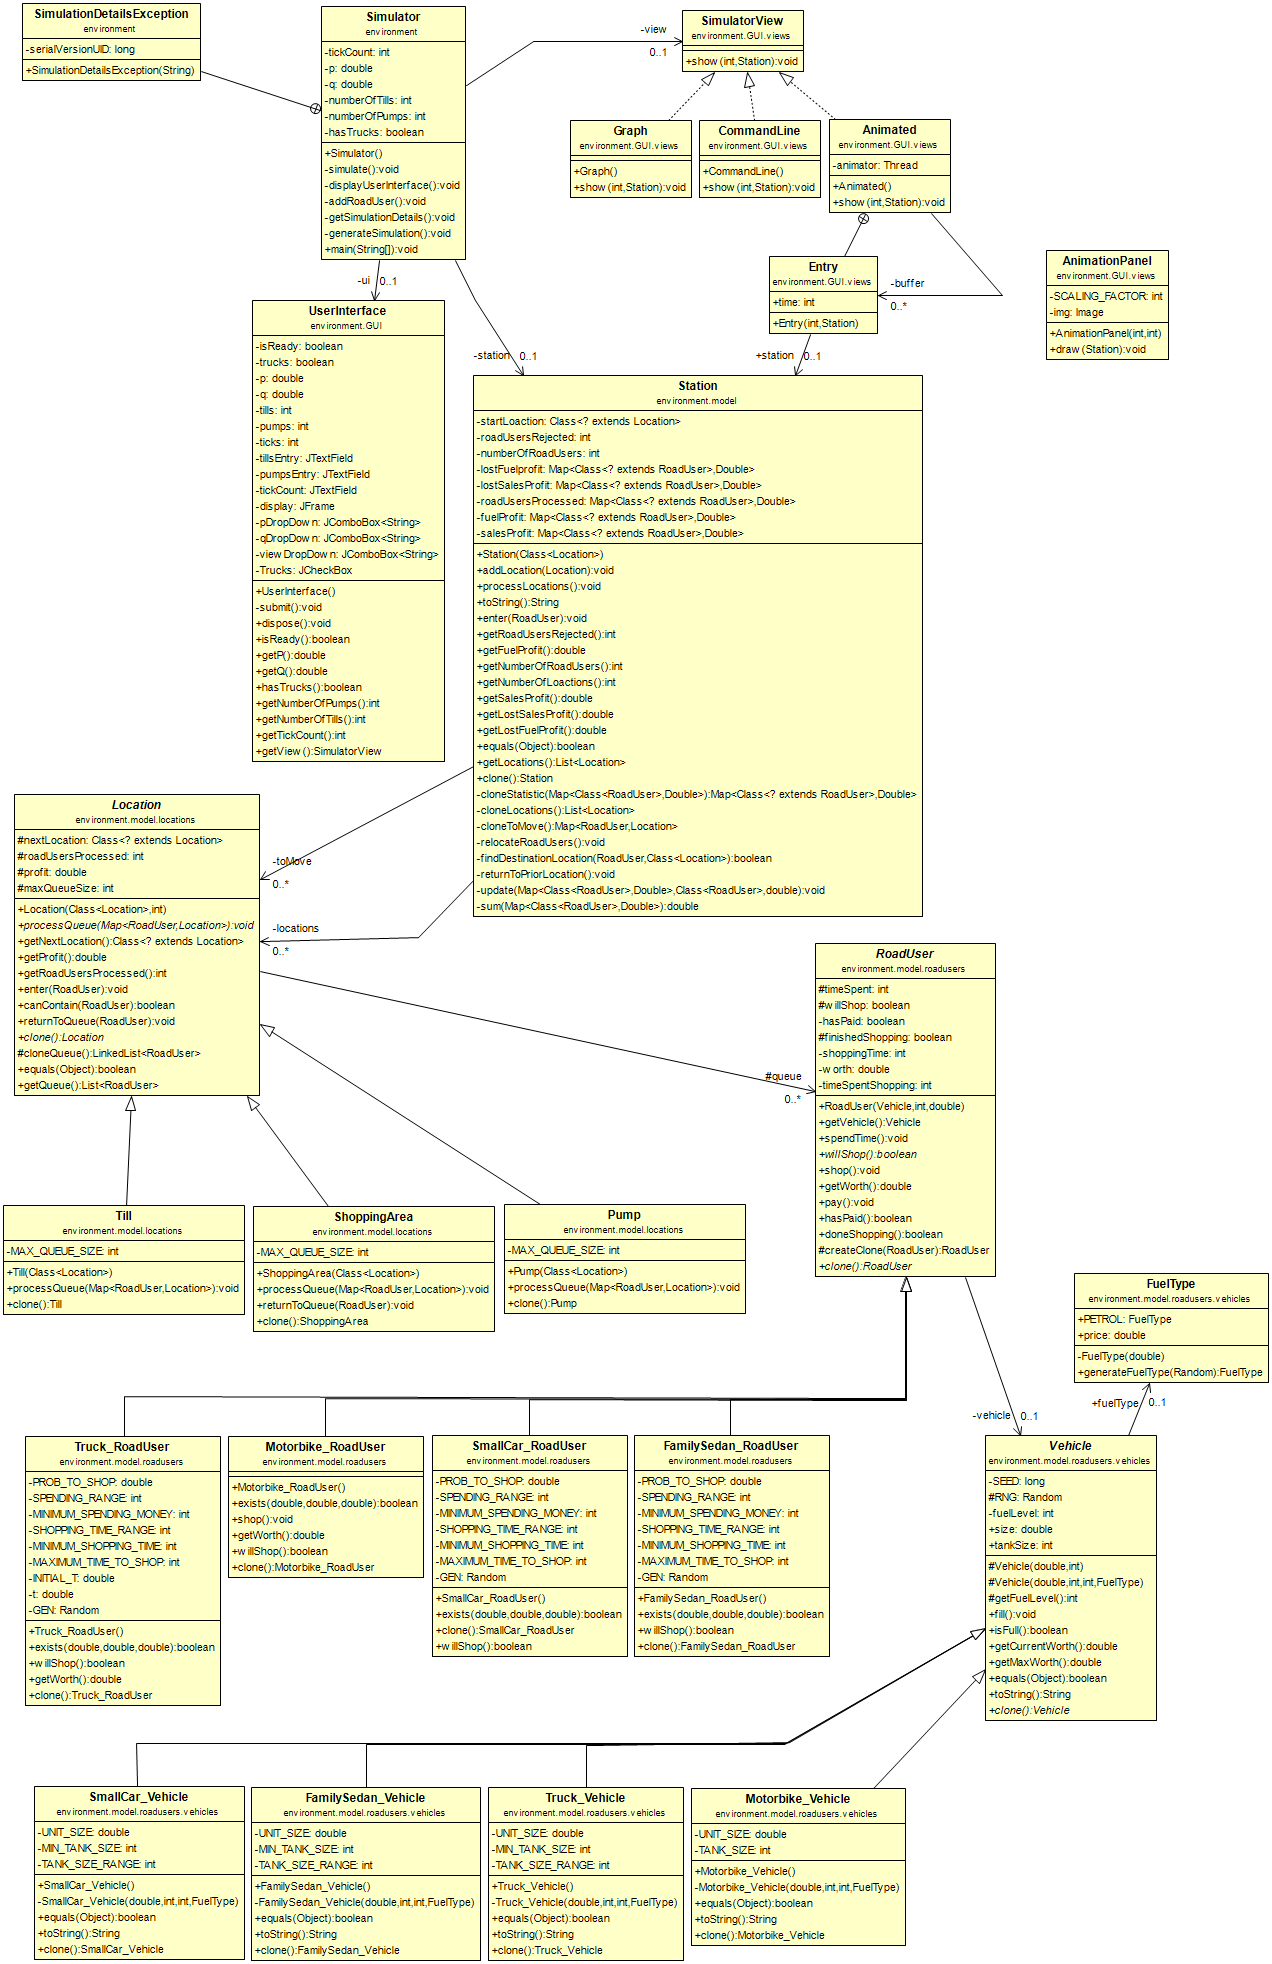 SimulationDetailsException
environment
-serialVersionUID: long
+SimulationDetailsException(String)
Simulator
environment
-tickCount: int
-p: double
-q: double
-numberOfTills: int
-numberOfPumps: int
-hasTrucks: boolean
+Simulator()
-simulate():void
-displayUserInterface():void
-addRoadUser():void
-getSimulationDetails():void
-generateSimulation():void
+main(String[]):void
-view
0..1
SimulatorView
environment.GUI.views
+show(int,Station):void
Graph
environment.GUI.views
+Graph()
+show(int,Station):void
CommandLine
environment.GUI.views
+CommandLine()
+show(int,Station):void
Animated
environment.GUI.views
-animator: Thread
+Animated()
+show(int,Station):void
Entry
environment.GUI.views
+time: int
+Entry(int,Station)
-buffer
0..*
AnimationPanel
environment.GUI.views
-SCALING_FACTOR: int
-img: Image
+AnimationPanel(int,int)
+draw(Station):void
-ui
0..1
UserInterface
environment.GUI
-isReady: boolean
-trucks: boolean
-p: double
-q: double
-tills: int
-pumps: int
-ticks: int
-tillsEntry: JTextField
-pumpsEntry: JTextField
-tickCount: JTextField
-display: JFrame
-pDropDown: JComboBox<String>
-qDropDown: JComboBox<String>
-viewDropDown: JComboBox<String>
-Trucks: JCheckBox
+UserInterface()
-submit():void
+dispose():void
+isReady():boolean
+getP():double
+getQ():double
+hasTrucks():boolean
+getNumberOfPumps():int
+getNumberOfTills():int
+getTickCount():int
+getView():SimulatorView
-station
0..1
+station
0..1
Station
environment.model
-startLoaction: Class<? extends Location>
-roadUsersRejected: int
-numberOfRoadUsers: int
-lostFuelprofit: Map<Class<? extends RoadUser>,Double>
-lostSalesProfit: Map<Class<? extends RoadUser>,Double>
-roadUsersProcessed: Map<Class<? extends RoadUser>,Double>
-fuelProfit: Map<Class<? extends RoadUser>,Double>
-salesProfit: Map<Class<? extends RoadUser>,Double>
+Station(Class<Location>)
+addLocation(Location):void
+processLocations():void
+toString():String
+enter(RoadUser):void
+getRoadUsersRejected():int
+getFuelProfit():double
+getNumberOfRoadUsers():int
+getNumberOfLoactions():int
+getSalesProfit():double
+getLostSalesProfit():double
+getLostFuelProfit():double
+equals(Object):boolean
+getLocations():List<Location>
+clone():Station
-cloneStatistic(Map<Class<RoadUser>,Double>):Map<Class<? extends RoadUser>,Double>
-cloneLocations():List<Location>
-cloneToMove():Map<RoadUser,Location>
-relocateRoadUsers():void
-findDestinationLocation(RoadUser,Class<Location>):boolean
-returnToPriorLocation():void
-update(Map<Class<RoadUser>,Double>,Class<RoadUser>,double):void
-sum(Map<Class<RoadUser>,Double>):double
Location
environment.model.locations
#nextLocation: Class<? extends Location>
#roadUsersProcessed: int
#profit: double
#maxQueueSize: int
+Location(Class<Location>,int)
+processQueue(Map<RoadUser,Location>):void
+getNextLocation():Class<? extends Location>
+getProfit():double
+getRoadUsersProcessed():int
+enter(RoadUser):void
+canContain(RoadUser):boolean
+returnToQueue(RoadUser):void
+clone():Location
#cloneQueue():LinkedList<RoadUser>
+equals(Object):boolean
+getQueue():List<RoadUser>
-toMove
0..*
-locations
0..*
#queue
0..*
RoadUser
environment.model.roadusers
#timeSpent: int
#willShop: boolean
-hasPaid: boolean
#finishedShopping: boolean
-shoppingTime: int
-worth: double
-timeSpentShopping: int
+RoadUser(Vehicle,int,double)
+getVehicle():Vehicle
+spendTime():void
+willShop():boolean
+shop():void
+getWorth():double
+pay():void
+hasPaid():boolean
+doneShopping():boolean
#createClone(RoadUser):RoadUser
+clone():RoadUser
Till
environment.model.locations
-MAX_QUEUE_SIZE: int
+Till(Class<Location>)
+processQueue(Map<RoadUser,Location>):void
+clone():Till
ShoppingArea
environment.model.locations
-MAX_QUEUE_SIZE: int
+ShoppingArea(Class<Location>)
+processQueue(Map<RoadUser,Location>):void
+returnToQueue(RoadUser):void
+clone():ShoppingArea
Pump
environment.model.locations
-MAX_QUEUE_SIZE: int
+Pump(Class<Location>)
+processQueue(Map<RoadUser,Location>):void
+clone():Pump
FuelType
environment.model.roadusers.vehicles
+PETROL: FuelType
+price: double
-FuelType(double)
+generateFuelType(Random):FuelType
-vehicle
0..1
+fuelType
0..1
Truck_RoadUser
environment.model.roadusers
-PROB_TO_SHOP: double
-SPENDING_RANGE: int
-MINIMUM_SPENDING_MONEY: int
-SHOPPING_TIME_RANGE: int
-MINIMUM_SHOPPING_TIME: int
-MAXIMUM_TIME_TO_SHOP: int
-INITIAL_T: double
-t: double
-GEN: Random
+Truck_RoadUser()
+exists(double,double,double):boolean
+willShop():boolean
+getWorth():double
+clone():Truck_RoadUser
Motorbike_RoadUser
environment.model.roadusers
+Motorbike_RoadUser()
+exists(double,double,double):boolean
+shop():void
+getWorth():double
+willShop():boolean
+clone():Motorbike_RoadUser
SmallCar_RoadUser
environment.model.roadusers
-PROB_TO_SHOP: double
-SPENDING_RANGE: int
-MINIMUM_SPENDING_MONEY: int
-SHOPPING_TIME_RANGE: int
-MINIMUM_SHOPPING_TIME: int
-MAXIMUM_TIME_TO_SHOP: int
-GEN: Random
+SmallCar_RoadUser()
+exists(double,double,double):boolean
+clone():SmallCar_RoadUser
+willShop():boolean
FamilySedan_RoadUser
environment.model.roadusers
-PROB_TO_SHOP: double
-SPENDING_RANGE: int
-MINIMUM_SPENDING_MONEY: int
-SHOPPING_TIME_RANGE: int
-MINIMUM_SHOPPING_TIME: int
-MAXIMUM_TIME_TO_SHOP: int
-GEN: Random
+FamilySedan_RoadUser()
+exists(double,double,double):boolean
+willShop():boolean
+clone():FamilySedan_RoadUser
Vehicle
environment.model.roadusers.vehicles
-SEED: long
#RNG: Random
-fuelLevel: int
+size: double
+tankSize: int
#Vehicle(double,int)
#Vehicle(double,int,int,FuelType)
#getFuelLevel():int
+fill():void
+isFull():boolean
+getCurrentWorth():double
+getMaxWorth():double
+equals(Object):boolean
+toString():String
+clone():Vehicle
SmallCar_Vehicle
environment.model.roadusers.vehicles
-UNIT_SIZE: double
-MIN_TANK_SIZE: int
-TANK_SIZE_RANGE: int
+SmallCar_Vehicle()
-SmallCar_Vehicle(double,int,int,FuelType)
+equals(Object):boolean
+toString():String
+clone():SmallCar_Vehicle
FamilySedan_Vehicle
environment.model.roadusers.vehicles
-UNIT_SIZE: double
-MIN_TANK_SIZE: int
-TANK_SIZE_RANGE: int
+FamilySedan_Vehicle()
-FamilySedan_Vehicle(double,int,int,FuelType)
+equals(Object):boolean
+toString():String
+clone():FamilySedan_Vehicle
Truck_Vehicle
environment.model.roadusers.vehicles
-UNIT_SIZE: double
-MIN_TANK_SIZE: int
-TANK_SIZE_RANGE: int
+Truck_Vehicle()
-Truck_Vehicle(double,int,int,FuelType)
+equals(Object):boolean
+toString():String
+clone():Truck_Vehicle
Motorbike_Vehicle
environment.model.roadusers.vehicles
-UNIT_SIZE: double
-TANK_SIZE: int
+Motorbike_Vehicle()
-Motorbike_Vehicle(double,int,int,FuelType)
+equals(Object):boolean
+toString():String
+clone():Motorbike_Vehicle